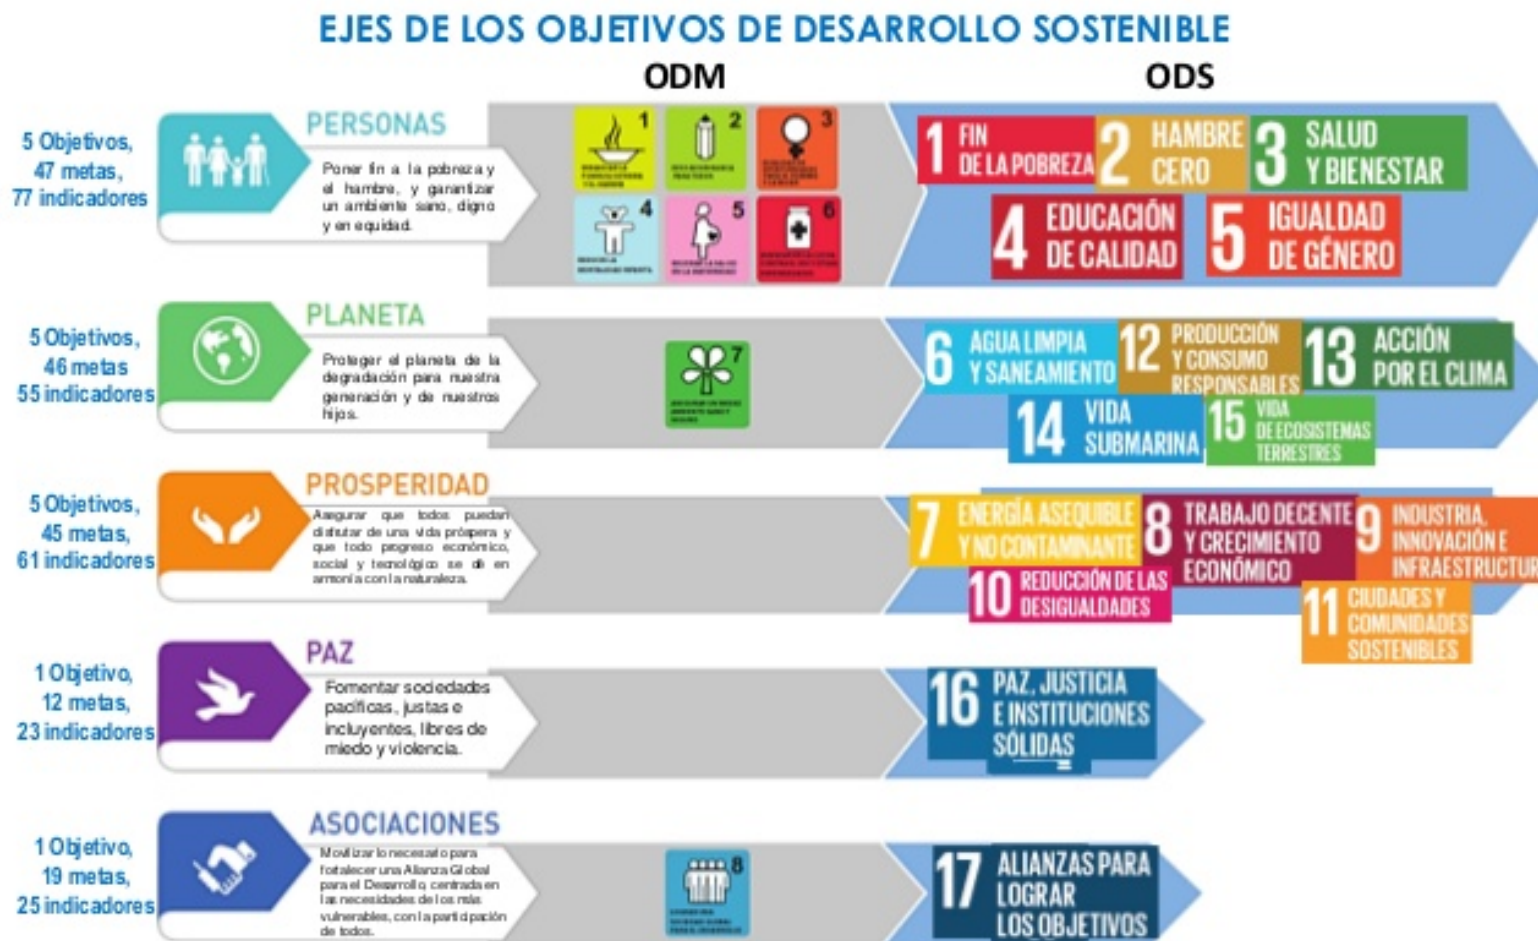 EJES DE LOS OBJETIVOS DE DESARROLLO SOSTENIBLE
ODM
ODS
5 Objetivos,
47 metas,
77 indicadores
PERSONAS
Poner fin a la pobreza y
el hambre, y garantizar
un ambiente sano, digno
y en equidad.
1
2
3
4
5
6
1 FIN
DE LA POBREZA
2 HAMBRE
CERO
3 SALUD
Y BIENESTAR
4 EDUCACIÓN
DE CALIDAD
5 IGUALDAD
DE GÉNERO
5 Objetivos,
46 metas
55 indicadores
PLANETA
Proteger el planeta de la
degradación para nuestra
generación y de nuestros
hijos.
7
6 AGUA LIMPIA
Y SANEAMIENTO
12 PRODUCCIÓN
Y CONSUMO
RESPONSABLES
13 ACCIÓN
POR EL CLIMA
14 VIDA
SUBMARINA
15 VIDA
DE ECOSISTEMAS
TERRESTRES
5 Objetivos,
45 metas,
61 indicadores
PROSPERIDAD
Asegurar que todos puedan
disfrutar de una vida próspera y
que todo progreso económico,
social y tecnológico se dé en
armonía con la naturaleza.
7 ENERGÍA ASEQUIBLE
Y NO CONTAMINANTE
8 TRABAJO DECENTE
Y CRECIMIENTO
ECONÓMICO
9 INDUSTRIA,
INNOVACIÓN E
INFRAESTRUCTUR
10 REDUCCIÓN DE LAS
DESIGUALDADES
11 CIUDADES Y
COMUNIDADES
SOSTENIBLES
1 Objetivo,
12 metas,
23 indicadores
PAZ
Fomentar sociedades
pacíficas, justas e
incluyentes, libres de
miedo y violencia.
16 PAZ, JUSTICIA
E INSTITUCIONES
SÓLIDAS
1 Objetivo,
19 metas,
25 indicadores
ASOCIACIONES
Movilizar lo necesario para
fortalecer una Alianza Global
para el Desarrollo, centrada en
las necesidades de los más
vulnerables, con la participación
de todos.
8
17 ALIANZAS PARA
LOGRAR
LOS OBJETIVOS